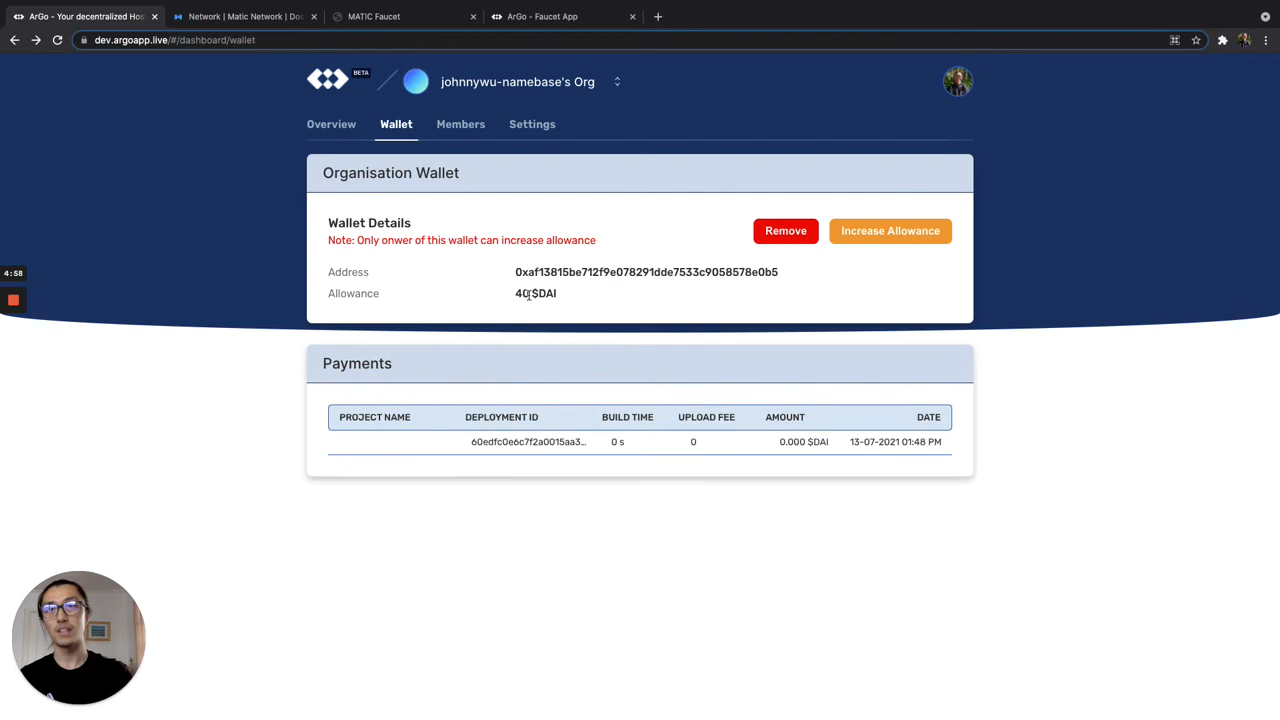 ArGo - Your decentralized Hos
Network | Matic Network | Doc
MATIC Faucet
ArGo - Faucet App
dev.argoapp.live/#/dashboard/wallet
BETA
johnnywu-namebase's Org
Overview
Wallet
Members
Settings
Organisation Wallet
Wallet Details
Note: Only onwer of this wallet can increase allowance
Remove
Increase Allowance
Address
0xaf13815be712f9e078291dde7533c9058578e0b5
Allowance
40 $DAI
4:58
Payments
PROJECT NAME DEPLOYMENT ID BUILD TIME UPLOAD FEE AMOUNT DATE
60edfc0e6c7f2a0015aa3... 0 s 0 0.000 $DAI 13-07-2021 01:48 PM